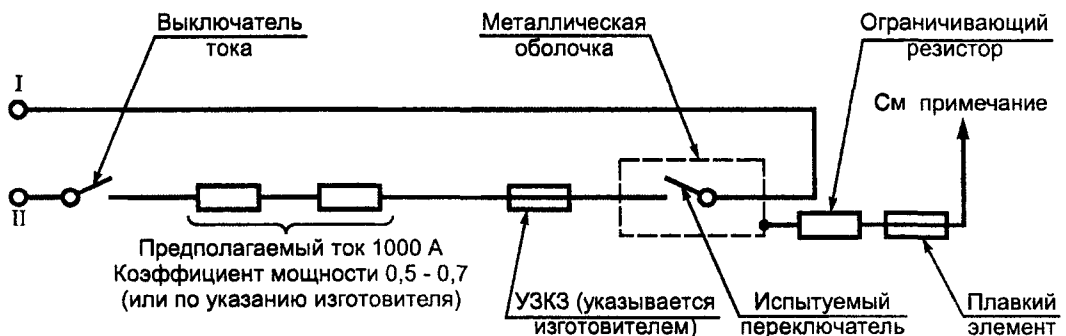 Выключатель
тока
Металлическая
оболочка
Ограничивающий
резистор
См примечание
I
II
Предполагаемый ток 1000 А
Коэффициент мощности 0,5 - 0,7
(или по указанию изготовителя)
УЗКЗ (указывается
изготовителем)
Испытуемый
переключатель
Плавкий
элемент